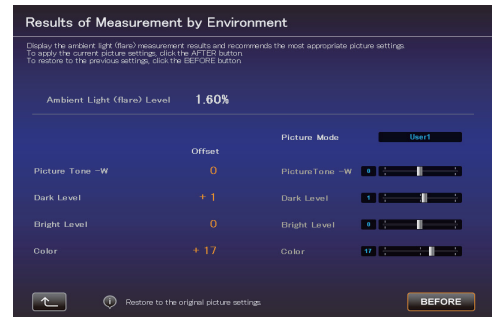 Results of Measurement by Environment
Display the ambient light (flare) measurement results and recommends the most appropriate picture settings.
To apply the current picture settings, click the AFTER button.
To restore to the previous settings, click the BEFORE button
Ambient Light (flare) Level 1.60%
Picture Mode User1
Offset
Picture Tone -W 0 PictureTone -W 0
Dark Level + 1 Dark Level 1
Bright Level 0 Bright Level 0
Color + 17 Color 17
Restore to the original picture settings. BEFORE